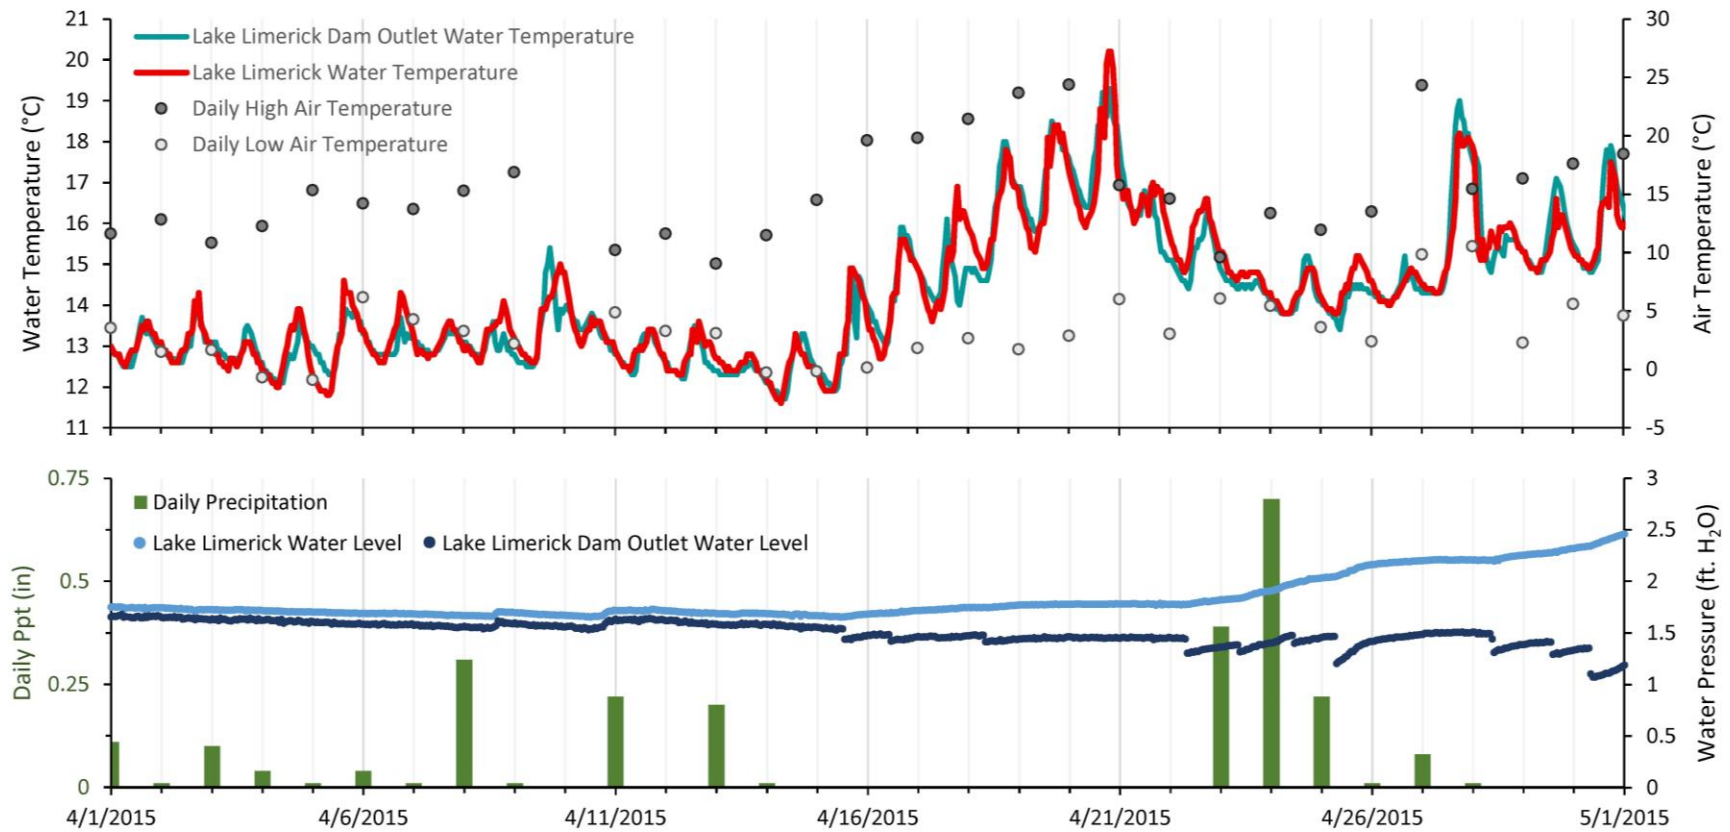 21
20
19
18
17
16
15
14
13
12
11
Water Temperature (°C)
Lake Limerick Dam Outlet Water Temperature
Lake Limerick Water Temperature
Daily High Air Temperature
Daily Low Air Temperature
30
25
20
15
10
5
0
-5
Air Temperature (°C)
0.75
0.5
0.25
0
Daily Ppt (in)
Daily Precipitation
Lake Limerick Water Level Lake Limerick Dam Outlet Water Level
3
2.5
2
1.5
1
0.5
0
Water Pressure (ft. H₂O)
4/1/2015 4/6/2015 4/11/2015 4/16/2015 4/21/2015 4/26/2015 5/1/2015